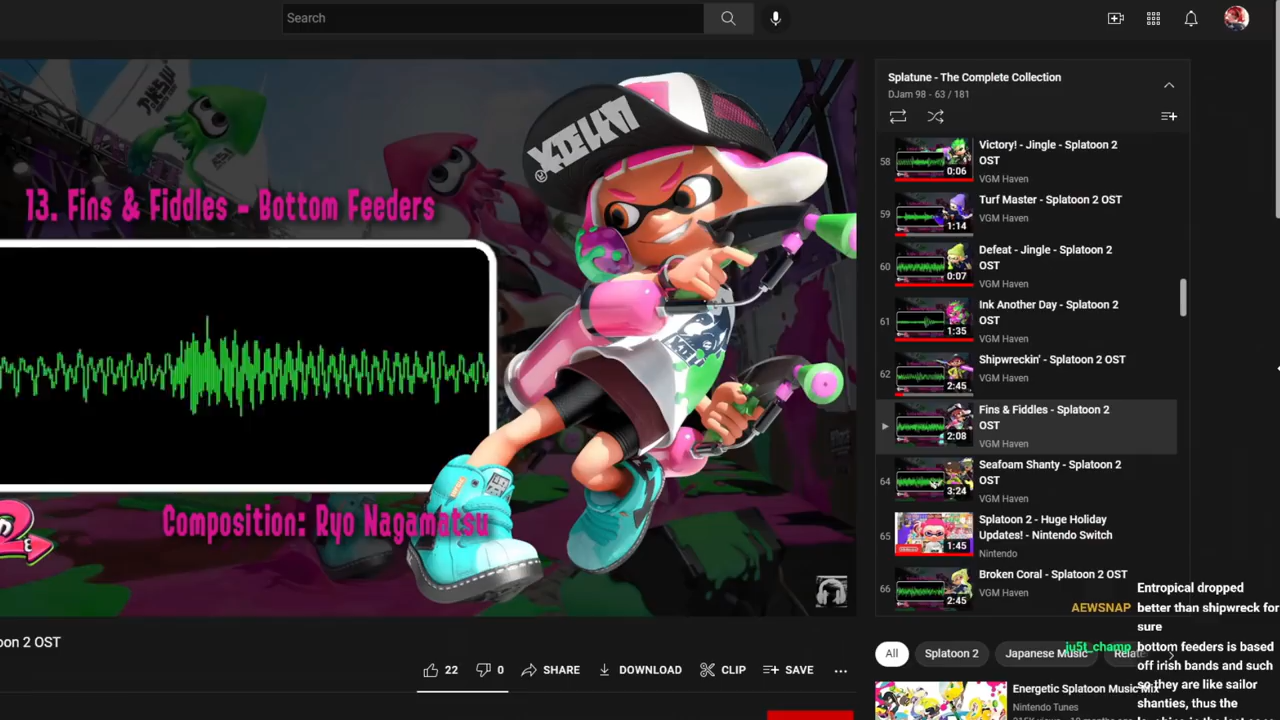 Search
13. Fins & Fiddles - Bottom Feeders
Composition: Ryo Nagamatsu
oon 2 OST
22
0
SHARE
DOWNLOAD
CLIP
SAVE
Splatune - The Complete Collection
DJam 98 - 63 / 181
58
0:06
Victory! - Jingle - Splatoon 2
OST
VGM Haven
59
1:14
Turf Master - Splatoon 2 OST
VGM Haven
60
0:07
Defeat - Jingle - Splatoon 2
OST
VGM Haven
61
1:35
Ink Another Day - Splatoon 2
OST
VGM Haven
62
2:45
Shipwreckin' - Splatoon 2 OST
VGM Haven
2:08
Fins & Fiddles - Splatoon 2
OST
VGM Haven
64
3:24
Seafoam Shanty - Splatoon 2
OST
VGM Haven
65
1:45
Splatoon 2 - Huge Holiday
Updates! - Nintendo Switch
Nintendo
66
2:45
Broken Coral - Splatoon 2 OST
VGM Haven
All
Splatoon 2
Japanese Music
Relate
Energetic Splatoon Music Mix
Nintendo Tunes
AEWSNAP
Entropical dropped
better than shipwreck for
sure
ju5t_champ
bottom feeders is based
off irish bands and such
so they are like sailor
shanties, thus the